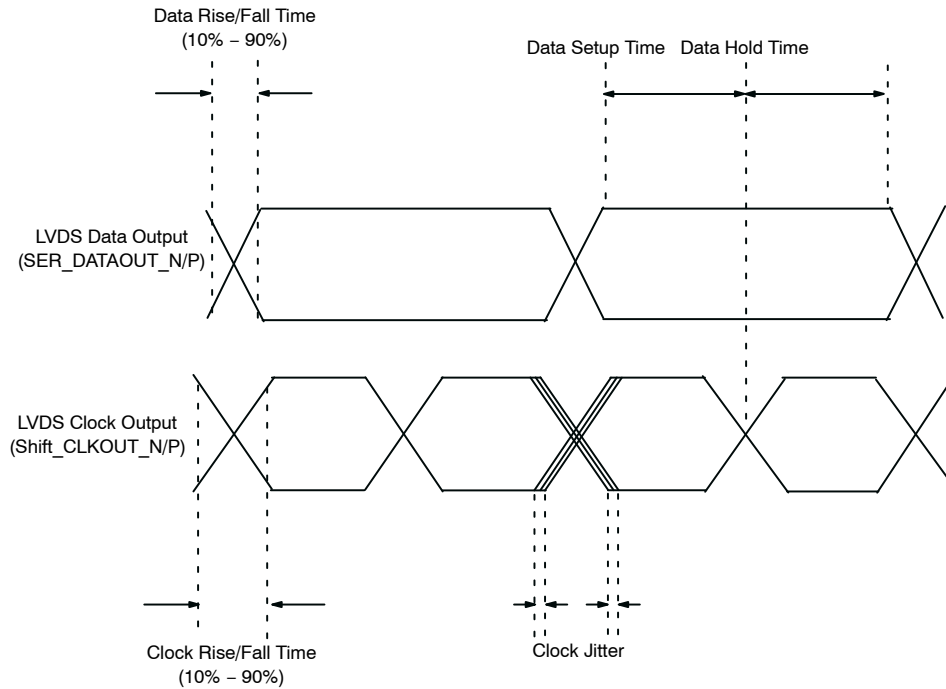 Data Rise/Fall Time
(10% – 90%)
Data Setup Time
Data Hold Time
LVDS Data Output
(SER_DATAOUT_N/P)
LVDS Clock Output
(Shift_CLKOUT_N/P)
Clock Rise/Fall Time
(10% – 90%)
Clock Jitter